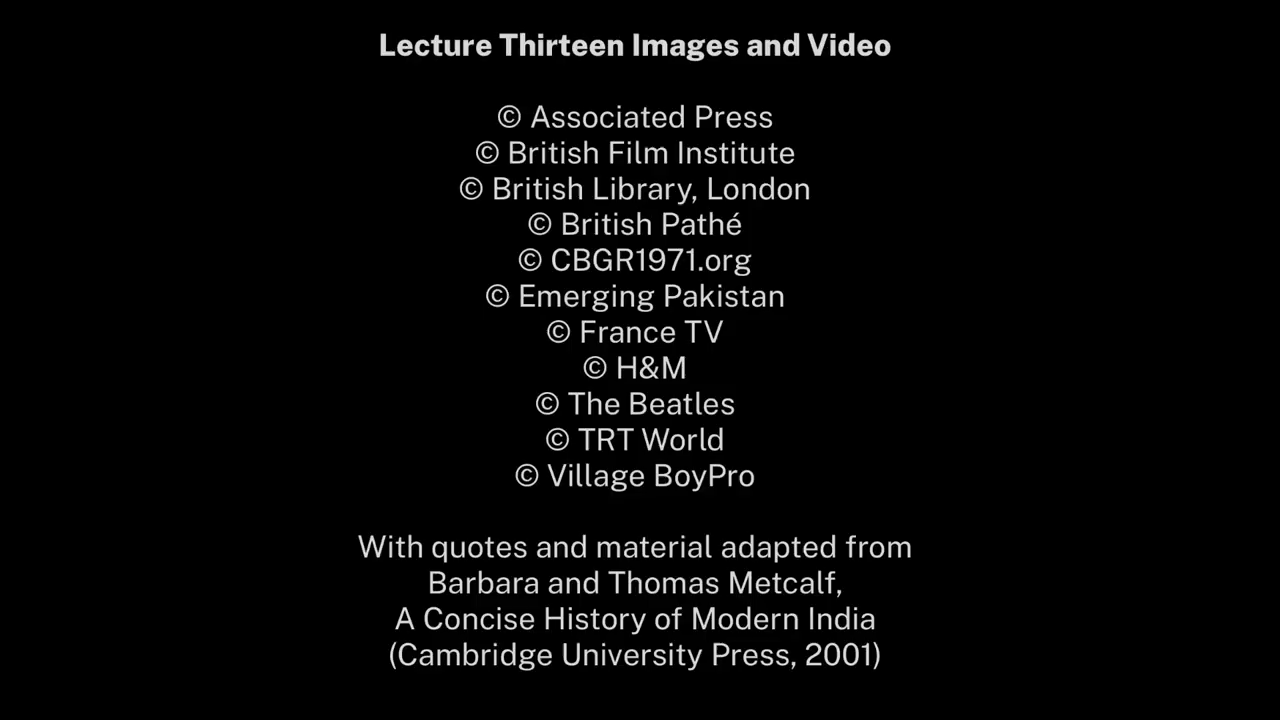 Lecture Thirteen Images and Video
© Associated Press
© British Film Institute
© British Library, London
© British Pathé
© CBGR1971.org
© Emerging Pakistan
© France TV
© H&M
© The Beatles
© TRT World
© Village BoyPro
With quotes and material adapted from
Barbara and Thomas Metcalf,
A Concise History of Modern India
(Cambridge University Press, 2001)